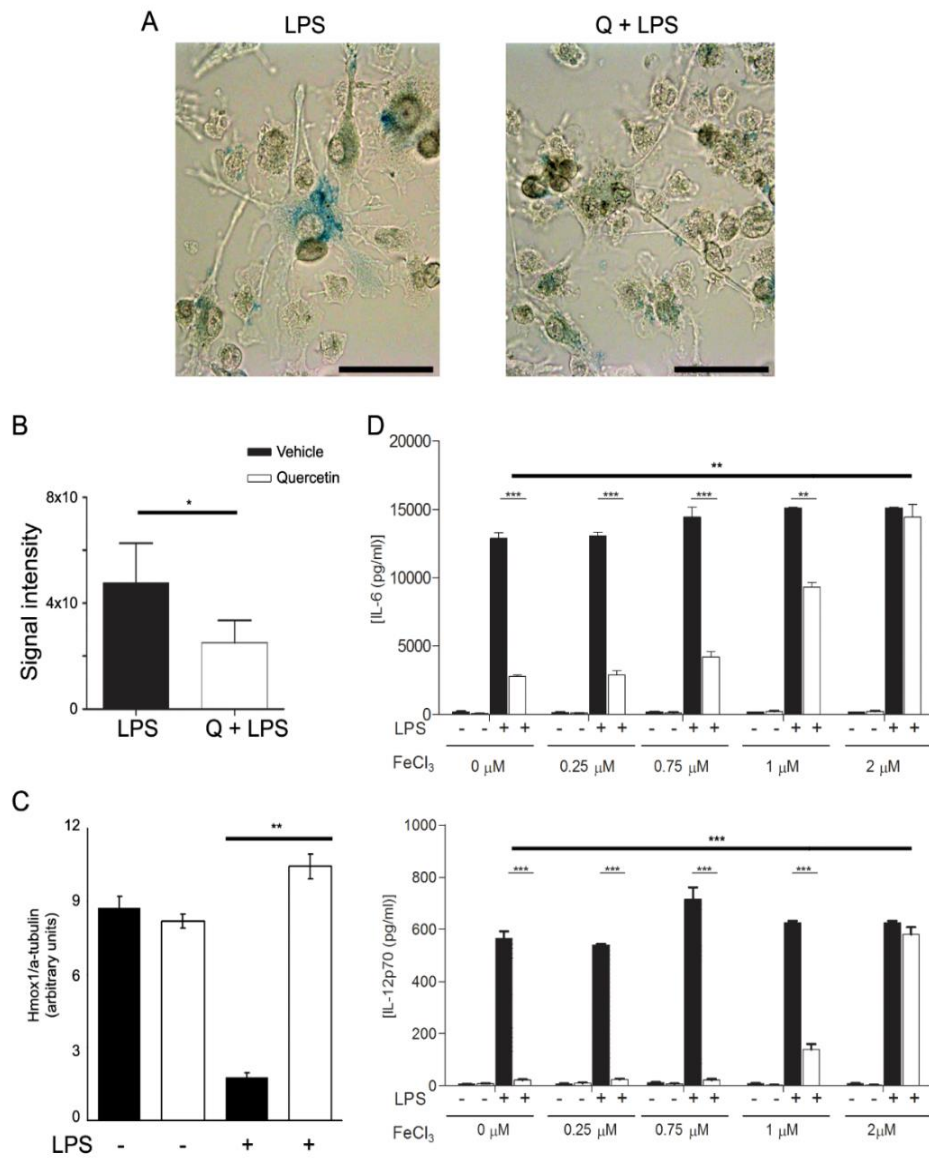 A
LPS
Q + LPS
B
Vehicle
Quercetin
Signal intensity
8x10
4x10
0
*
LPS
Q + LPS
C
Hmox1/a-tubulin
(arbitrary units)
12
9
6
3
0
**
LPS - - + +
D
[IL-6 (pg/ml)]
20000
15000
10000
5000
0
**
*** *** *** **
LPS - - + + - - + + - - + + - - + + - - + +
FeCl₃ 0 µM 0.25 µM 0.75 µM 1 µM 2 µM
[IL-12p70 (pg/ml)]
1000
800
600
400
200
0
***
*** *** *** ***
LPS - - + + - - + + - - + + - - + + - - + +
FeCl₃ 0 µM 0.25 µM 0.75 µM 1 µM 2µM